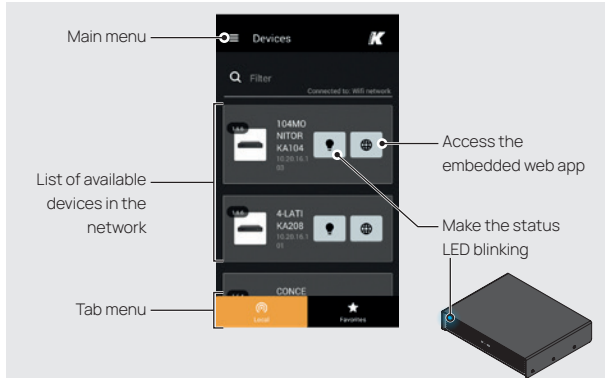 Main menu
Devices
K
Filter
Connected to: Wifi network
104MO
NITOR
KA104
10.20.16.1
03
Access the
embedded web app
List of available
devices in the
network
4-LATI
KA208
10.20.16.1
01
Make the status
LED blinking
CONCE
Tab menu
Local
Favorites